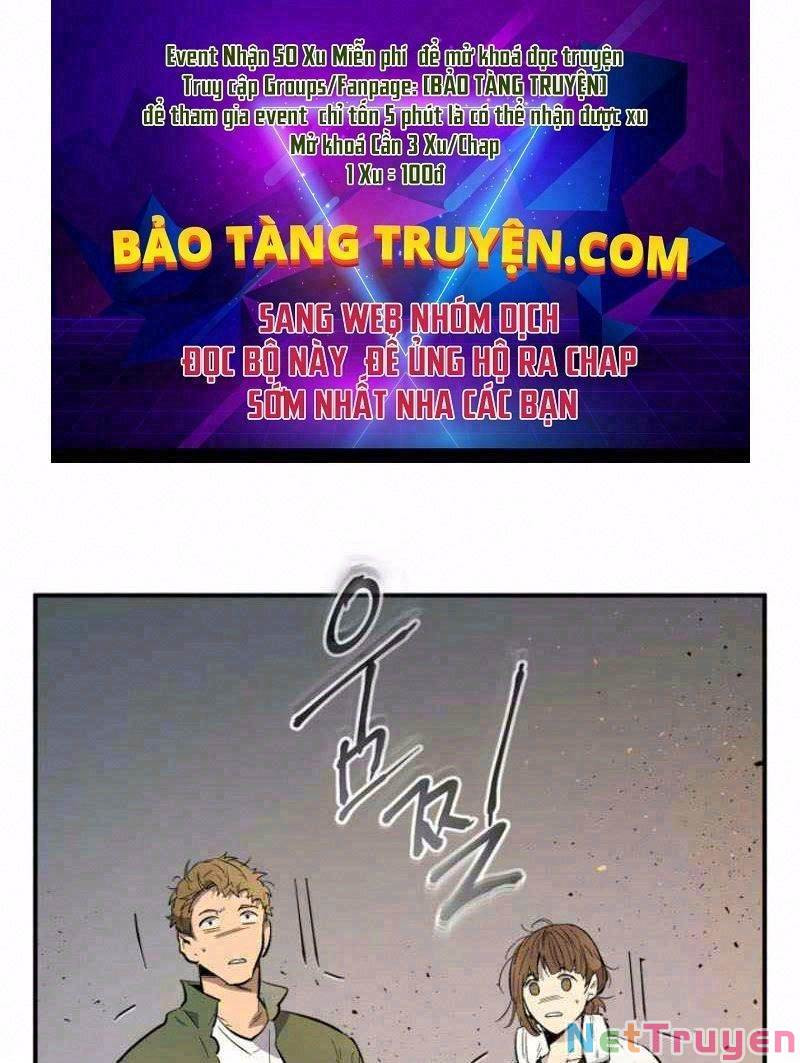 Event Nhận 50 Xu Miễn phí để mở khoá đọc truyện
Truy cập Groups/Fanpage: [BẢO TÀNG TRUYỆN]
để tham gia event chỉ tốn 5 phút là có thể nhận được xu
Mở khoá Cần 3 Xu/Chap
1 Xu = 100đ
BẢO TÀNG TRUYỆN.COM
SANG WEB NHÓM DỊCH
ĐỌC BỘ NÀY ĐỂ ỦNG HỘ RA CHAP
SỚM NHẤT NHA CÁC BẠN
움찔
NetTruyen